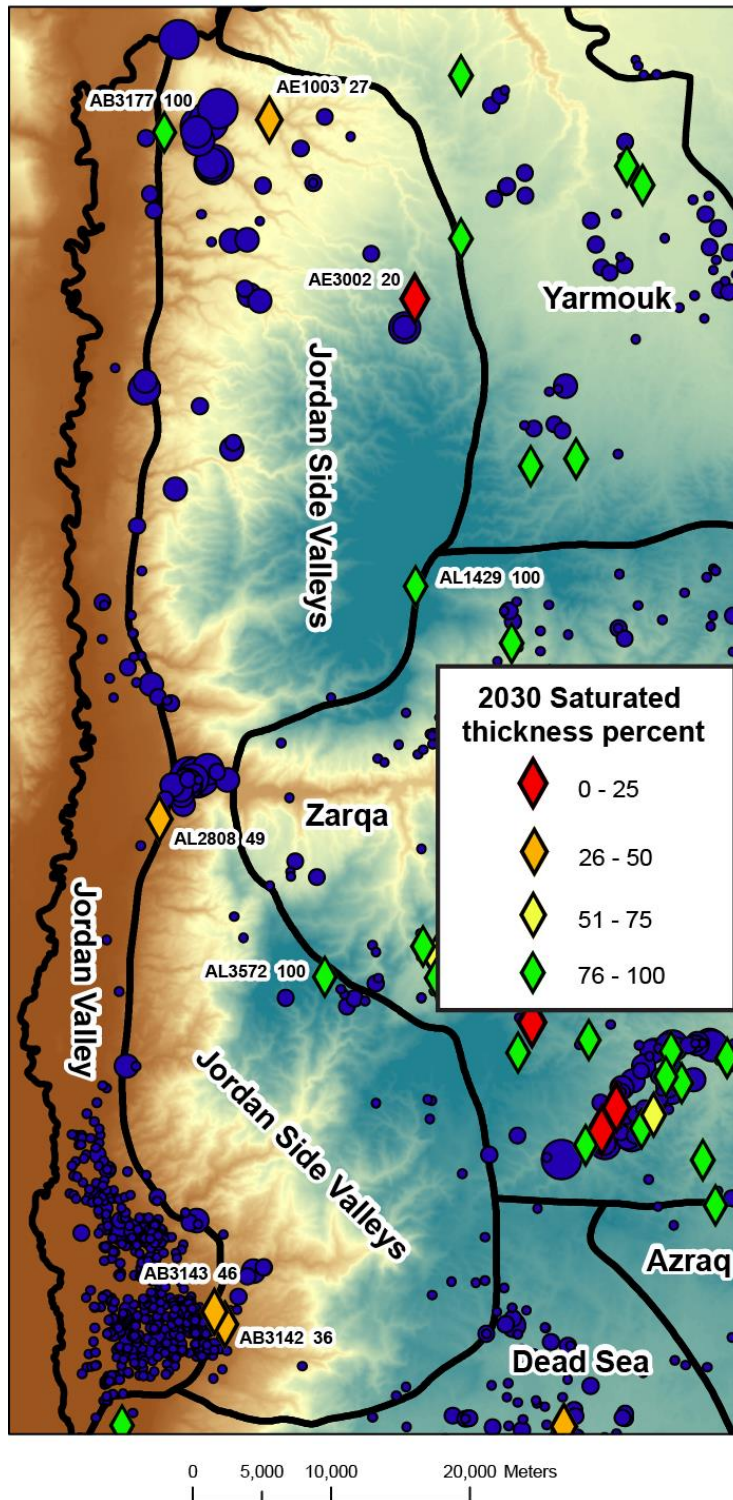 AE1003 27
AB3177 100
AE3002 20
Yarmouk
Jordan Side Valleys
AL1429 100
2030 Saturated
thickness percent
0 - 25
26 - 50
51 - 75
76 - 100
Zarqa
AL2808 49
Jordan Valley
AL3572 100
Jordan Side Valleys
Azraq
AB3143 46
AB3142 36
Dead Sea
0 5,000 10,000 20,000 Meters